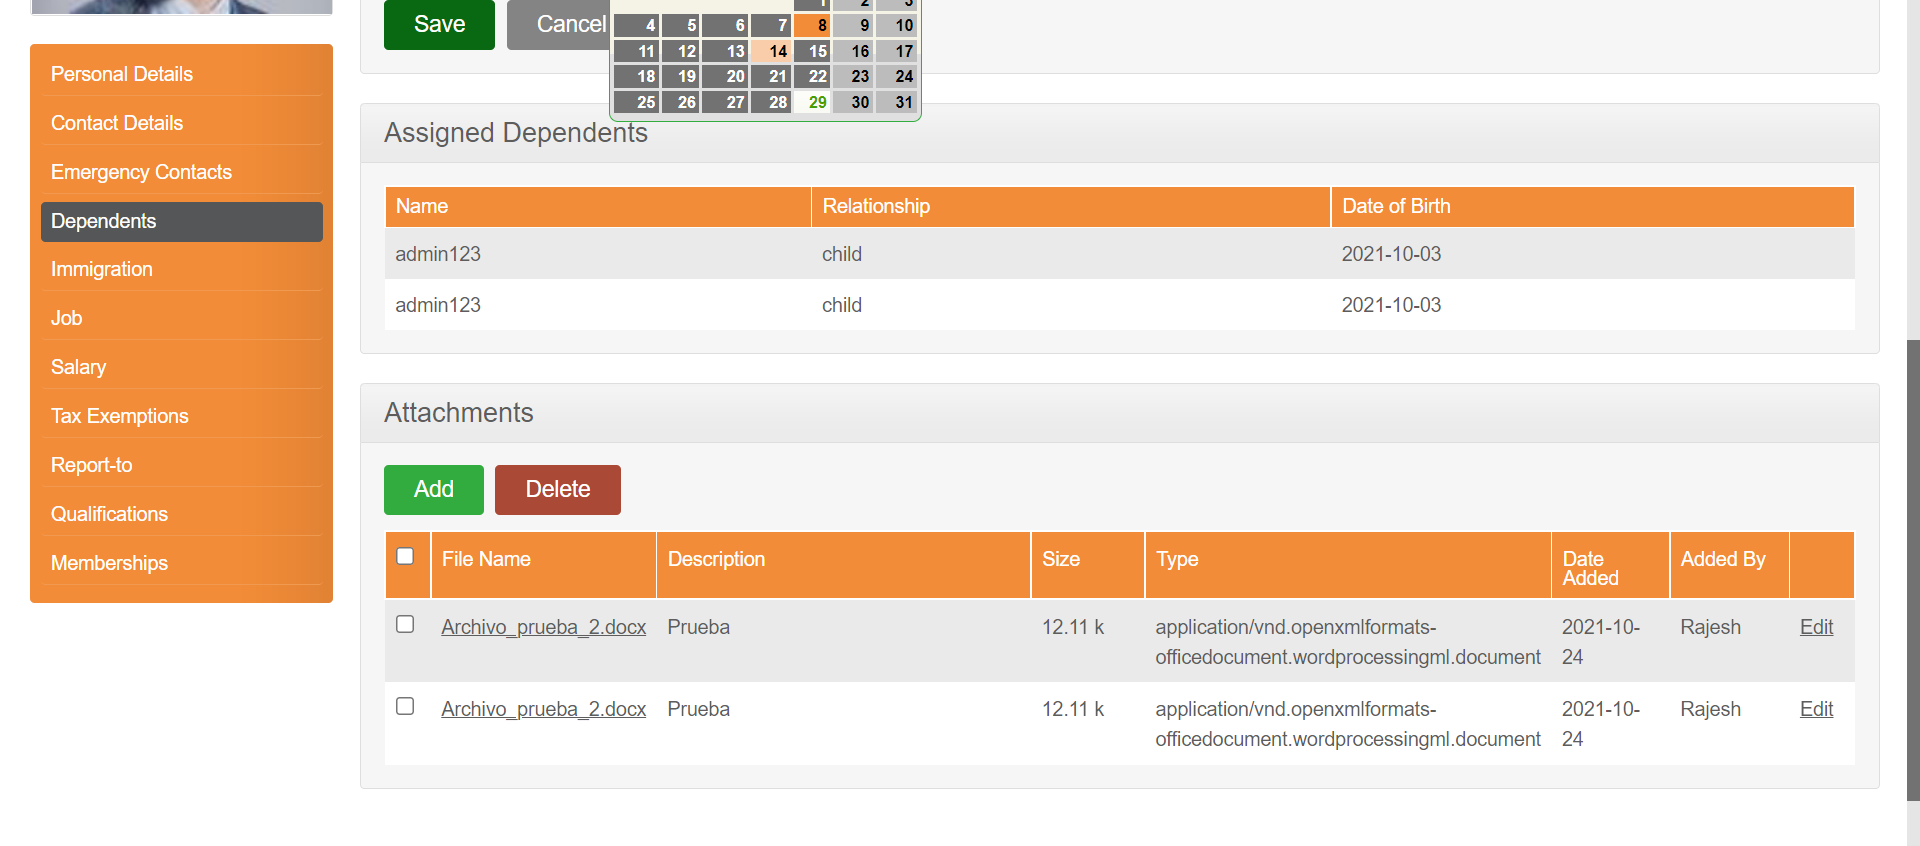 Save Cancel
1 2 3
4 5 6 7 8 9 10
11 12 13 14 15 16 17
18 19 20 21 22 23 24
25 26 27 28 29 30 31
Personal Details
Contact Details
Emergency Contacts
Dependents
Immigration
Job
Salary
Tax Exemptions
Report-to
Qualifications
Memberships
Assigned Dependents
Name Relationship Date of Birth
admin123 child 2021-10-03
admin123 child 2021-10-03
Attachments
Add Delete
File Name Description Size Type Date Added Added By
Archivo_prueba_2.docx Prueba 12.11 k application/vnd.openxmlformats-officedocument.wordprocessingml.document 2021-10-24 Rajesh Edit
Archivo_prueba_2.docx Prueba 12.11 k application/vnd.openxmlformats-officedocument.wordprocessingml.document 2021-10-24 Rajesh Edit